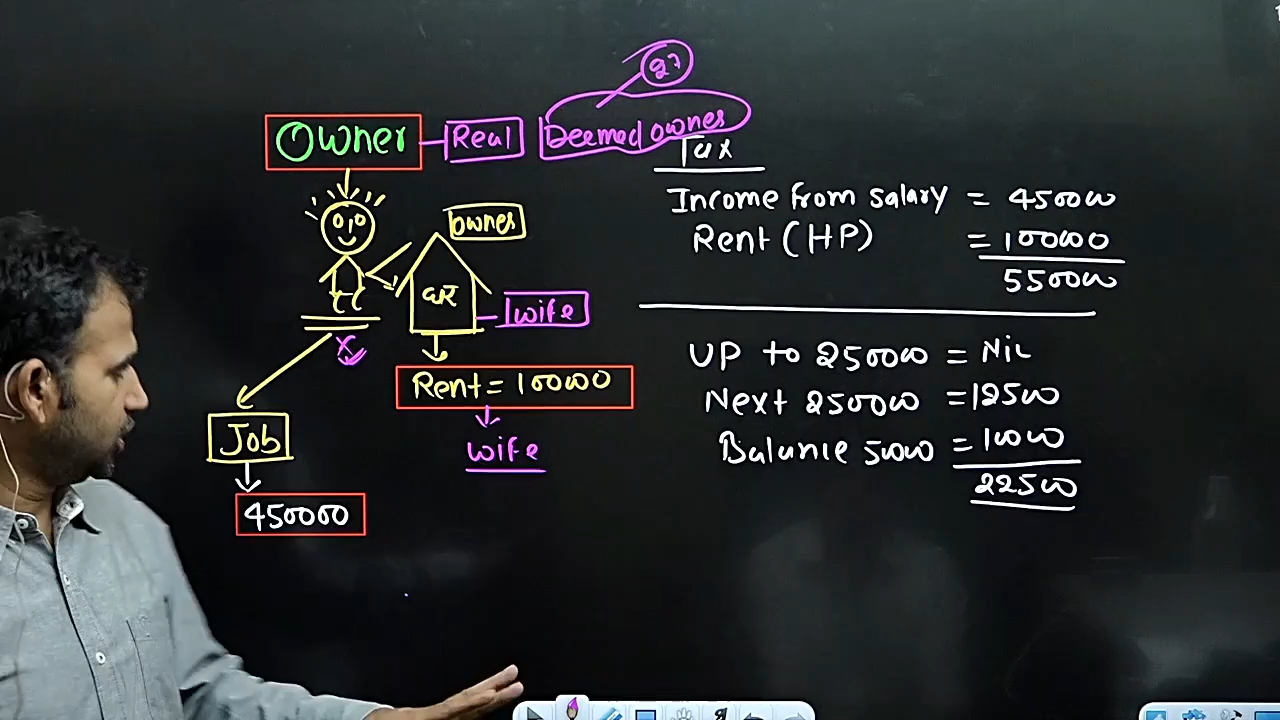 27
Owner
Real
Deemed owner
Tax
Income from salary = 450000
Rent (HP) = 100000
550000
owner
wife
x
Rent = 100000
wife
Job
450000
UP to 250000 = Nil
Next 250000 = 12500
Balance 50000 = 10000
22500